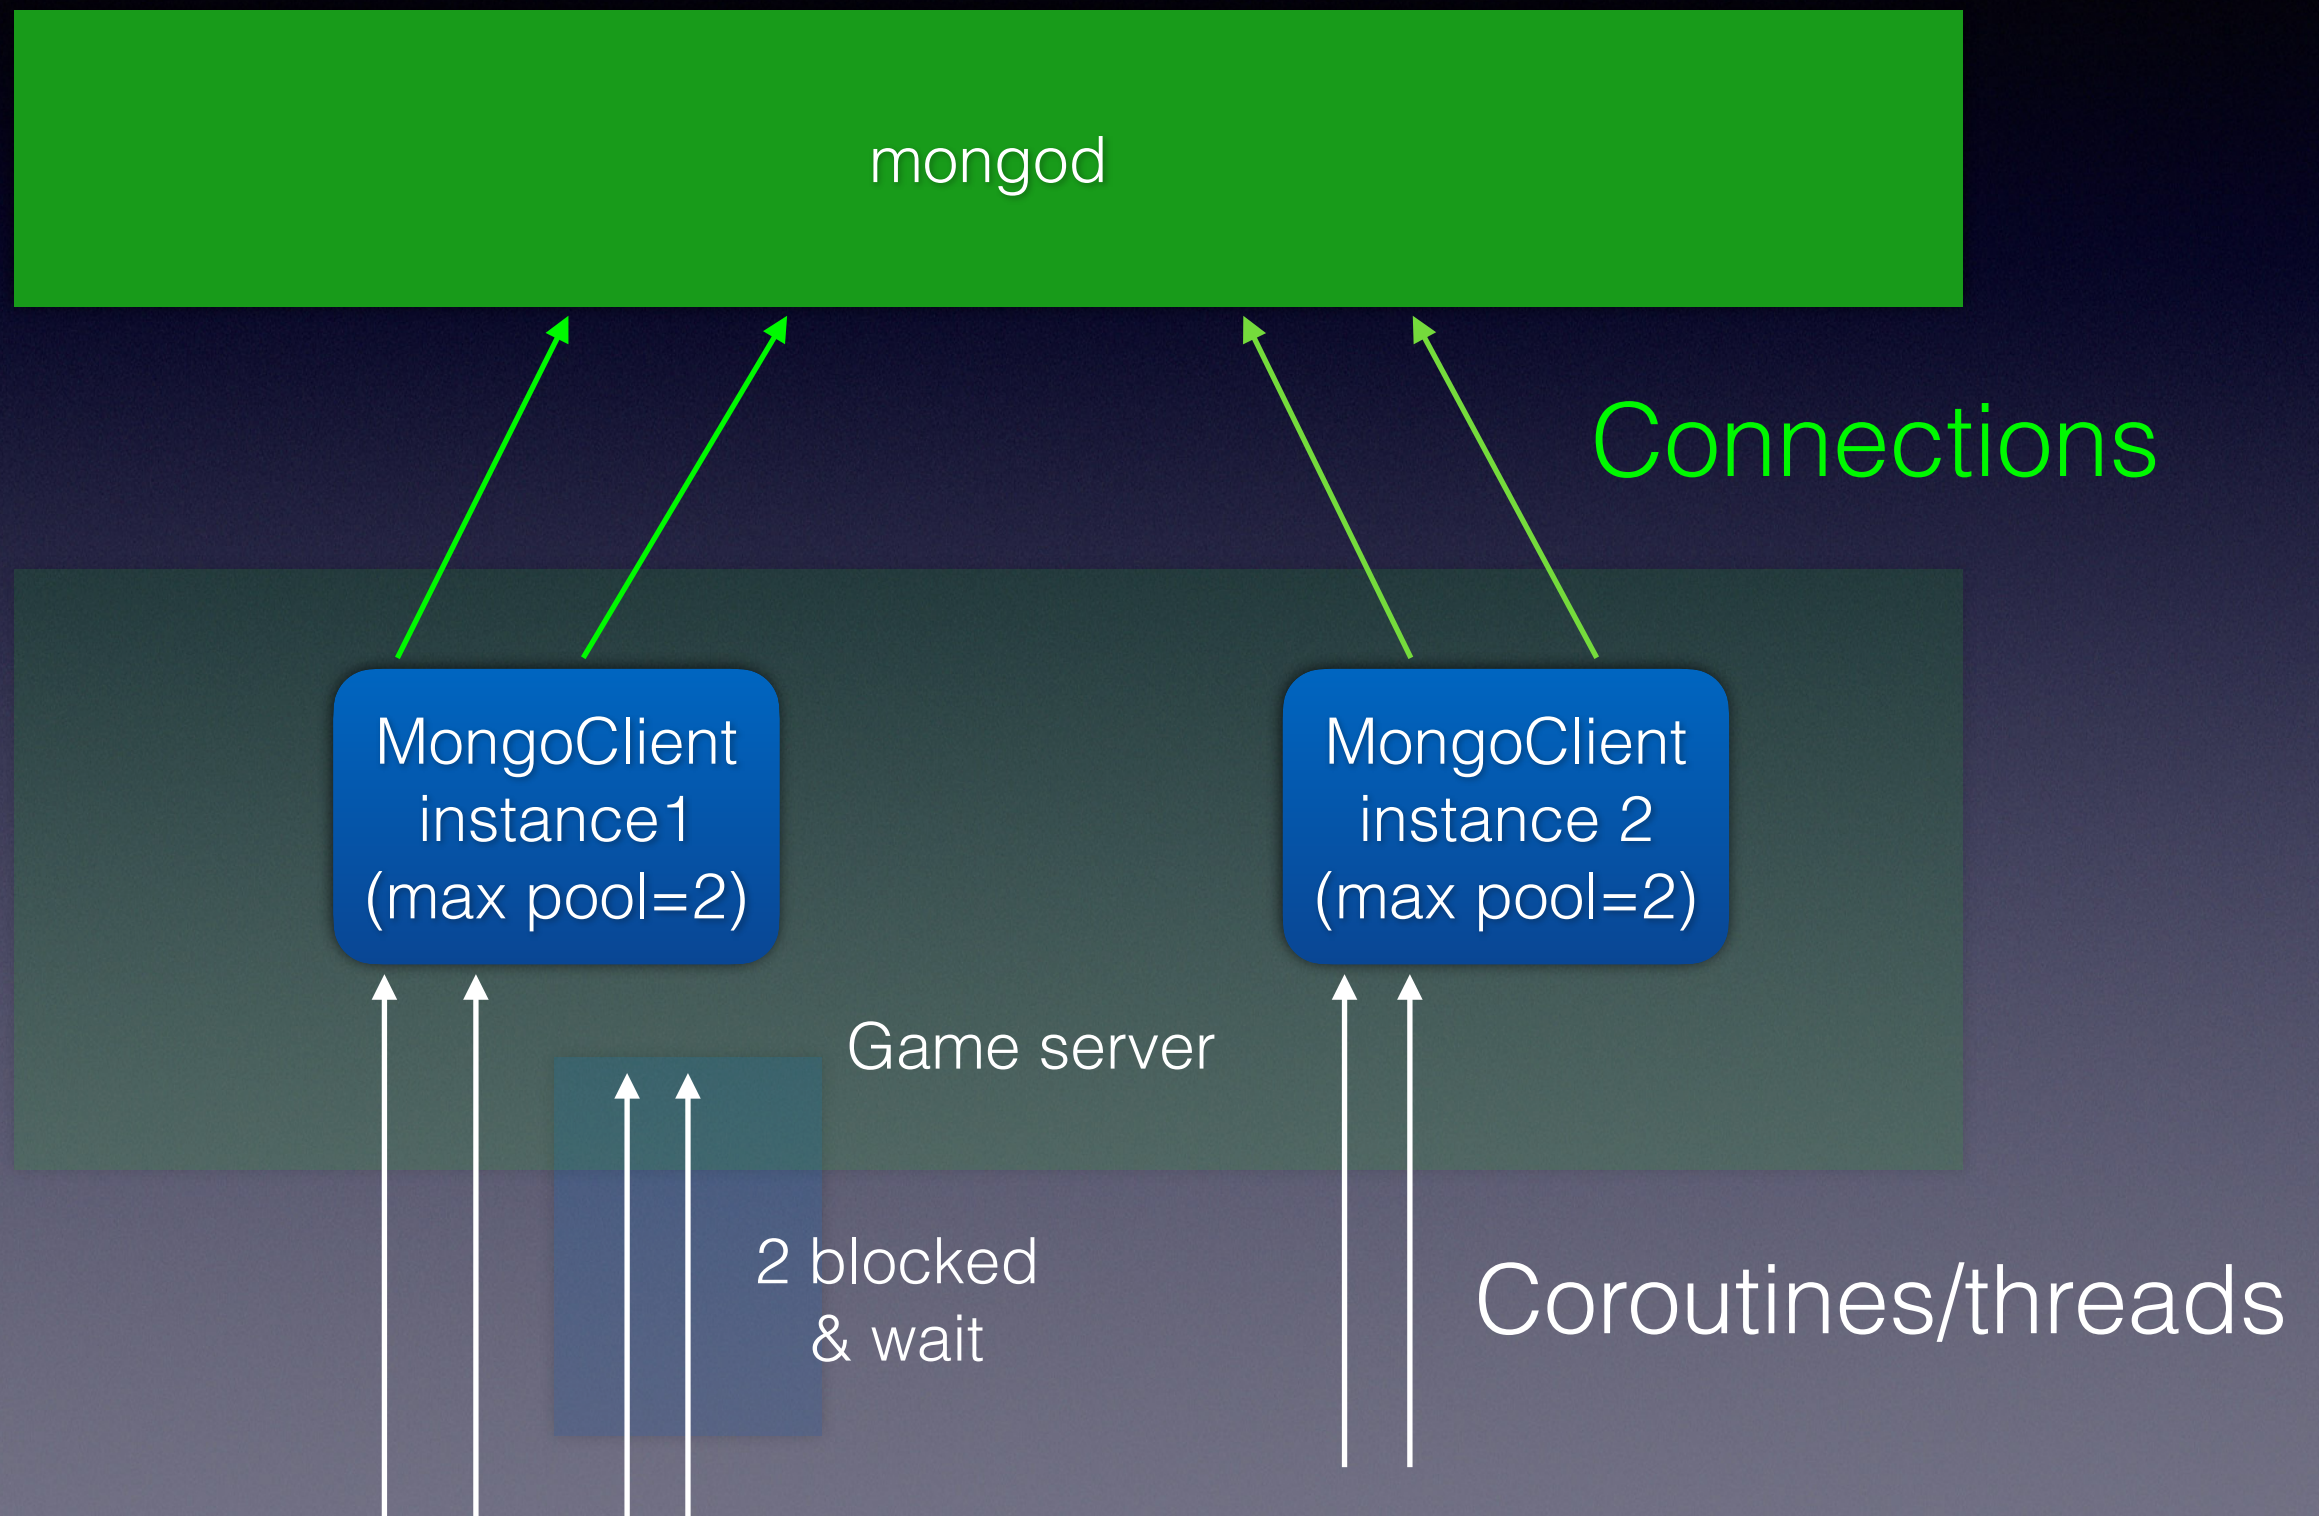 mongod
Connections
MongoClient
instance1
(max pool=2)
MongoClient
instance 2
(max pool=2)
Game server
2 blocked
& wait
Coroutines/threads